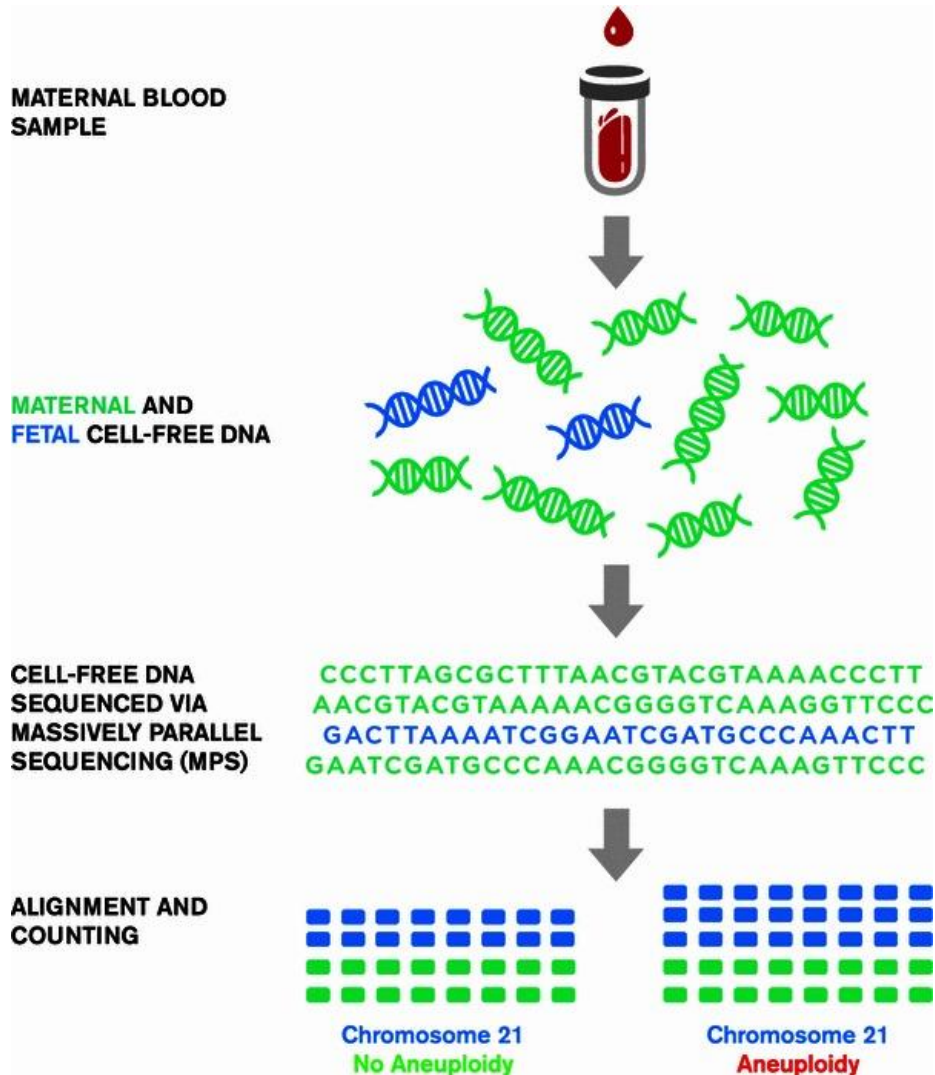 MATERNAL BLOOD
SAMPLE
MATERNAL AND
FETAL CELL-FREE DNA
CELL-FREE DNA
SEQUENCED VIA
MASSIVELY PARALLEL
SEQUENCING (MPS)
CCCTTAGCGCTTTAACGTACGTAAAACCCTT
AACGTACGTAAAAACGGGGTCAAAGGTTCCC
GACTTAAAATCGGAATCGATGCCCAAACTT
GAATCGATGCCCAAACGGGGTCAAAGTTCCC
ALIGNMENT AND
COUNTING
Chromosome 21
No Aneuploidy
Chromosome 21
Aneuploidy